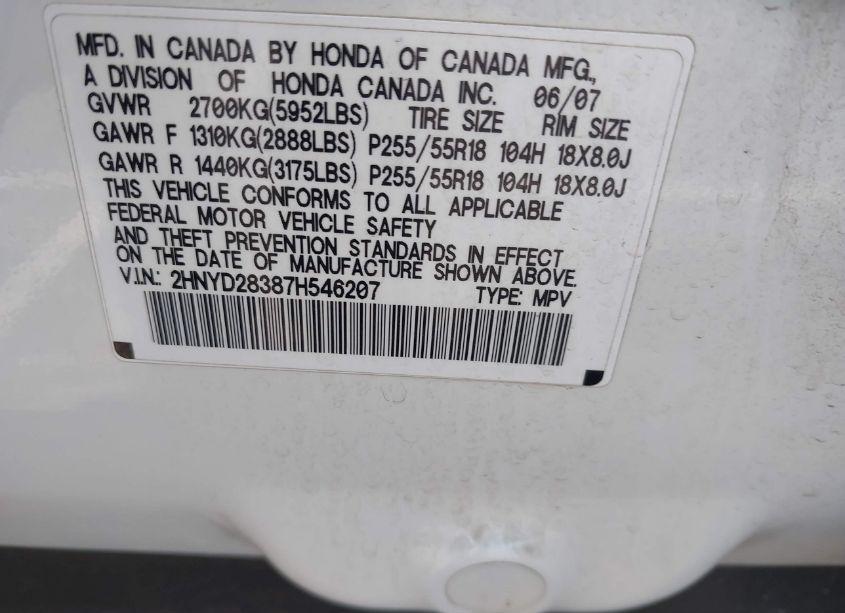 MFD. IN CANADA BY HONDA OF CANADA MFG.,
A DIVISION OF HONDA CANADA INC. 06/07
GVWR 2700KG(5952LBS) TIRE SIZE RIM SIZE
GAWR F 1310KG(2888LBS) P255/55R18 104H 18X8.0J
GAWR R 1440KG(3175LBS) P255/55R18 104H 18X8.0J
THIS VEHICLE CONFORMS TO ALL APPLICABLE
FEDERAL MOTOR VEHICLE SAFETY
AND THEFT PREVENTION STANDARDS IN EFFECT
ON THE DATE OF MANUFACTURE SHOWN ABOVE.
V.I.N.: 2HNYD28387H546207 TYPE: MPV